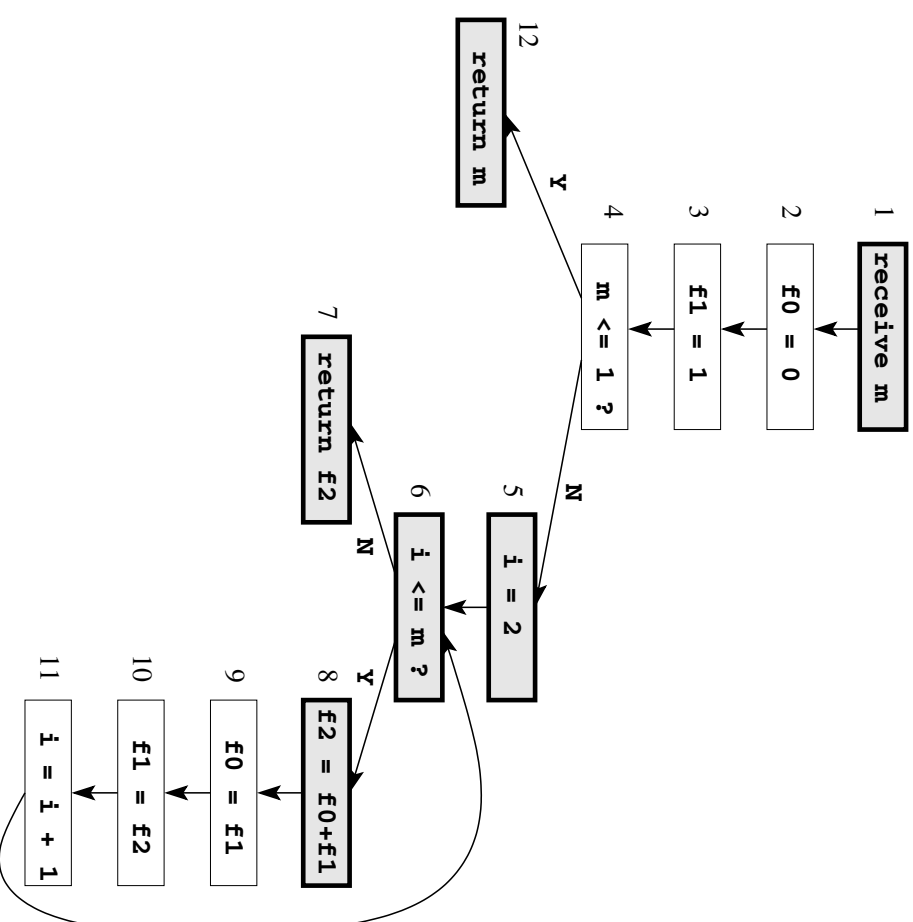 1
receive m
2
f0 = 0
3
f1 = 1
4
m <= 1 ?
Y
N
12
return m
5
i = 2
6
i <= m ?
N
Y
7
return f2
8
f2 = f0+f1
9
f0 = f1
10
f1 = f2
11
i = i + 1